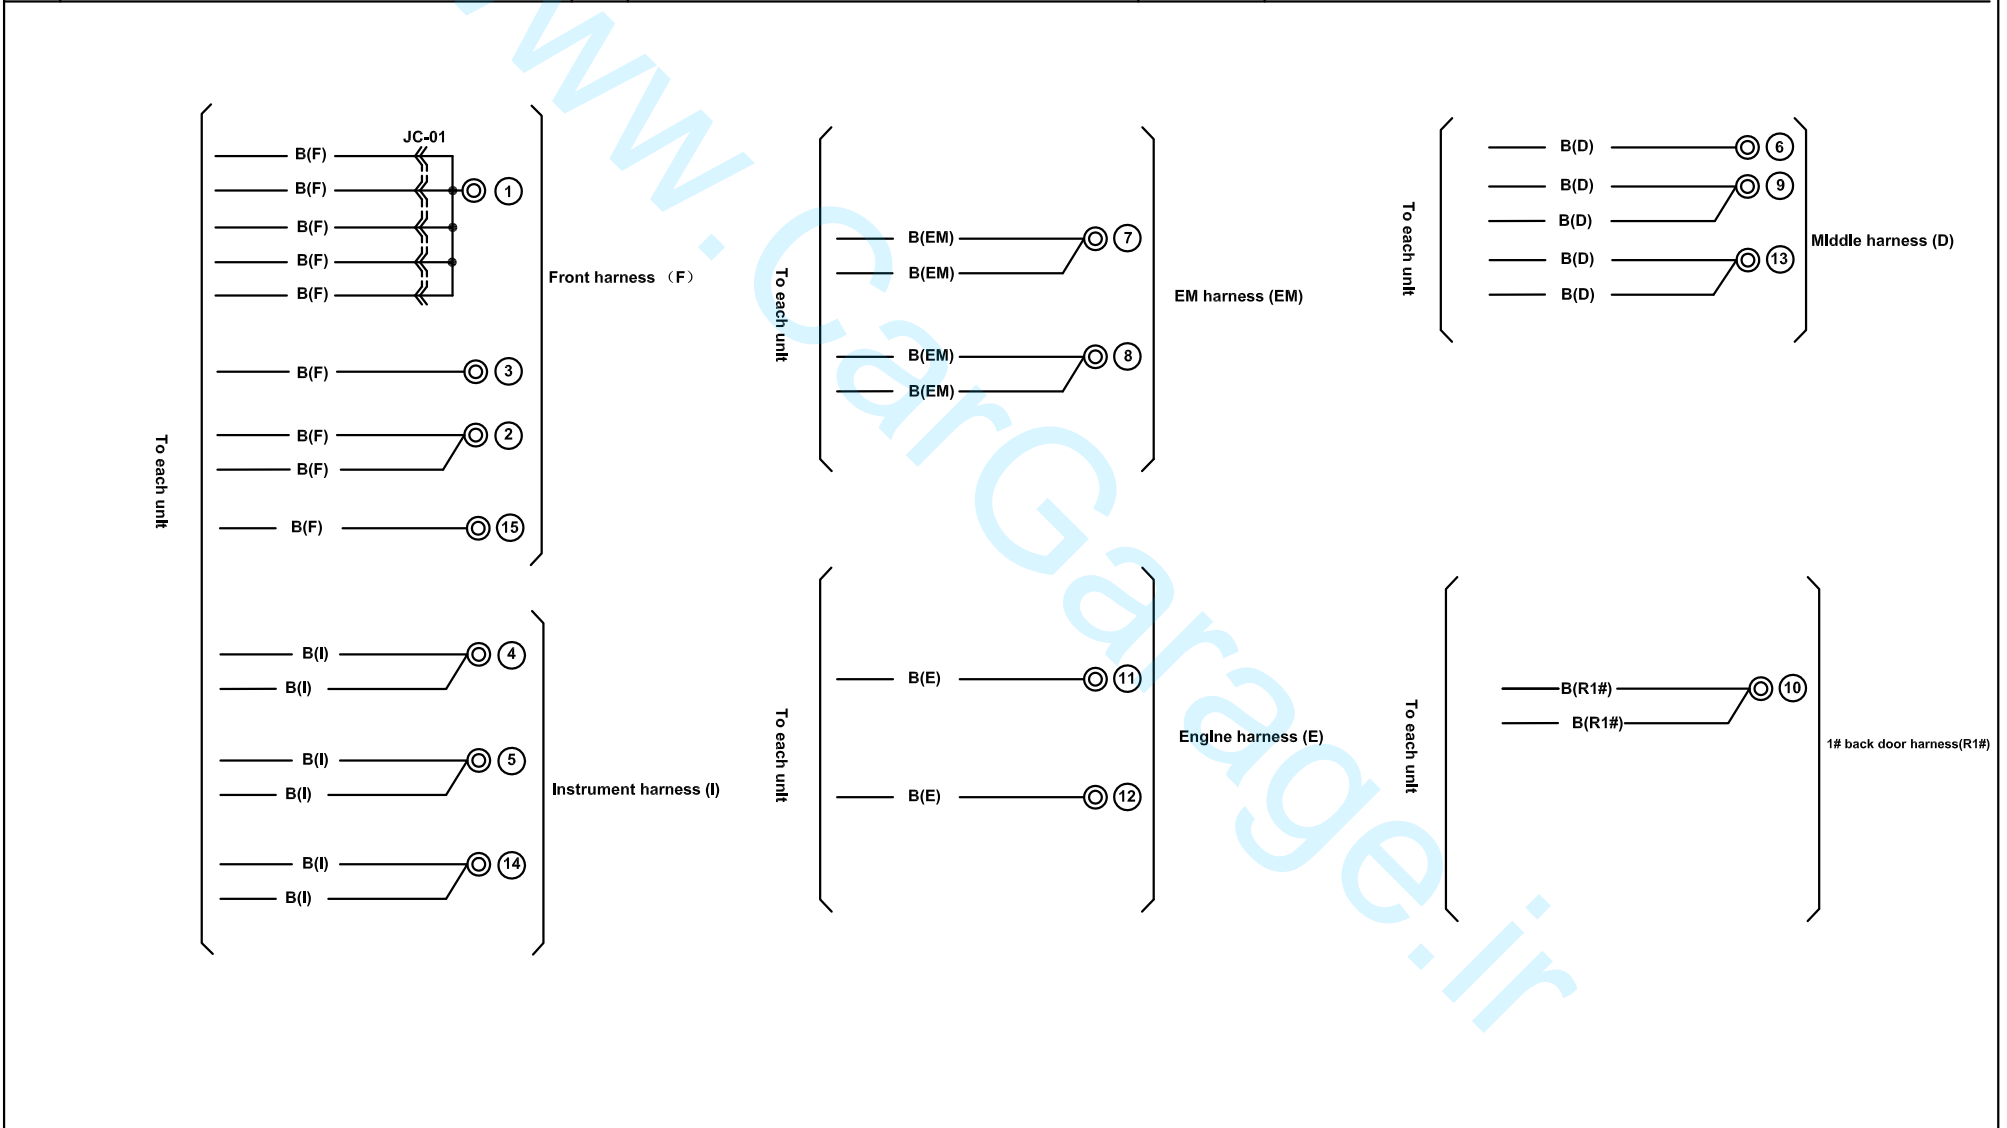 JC-01
B(F)
B(F)
1
B(F)
B(F)
B(F)
Front harness （F）
B(F)
3
B(F)
2
B(F)
B(F)
15
To each unit
B(I)
4
B(I)
B(I)
5
B(I)
Instrument harness (I)
B(I)
14
B(I)
B(EM)
7
B(EM)
To each unit
EM harness (EM)
B(EM)
8
B(EM)
B(E)
11
To each unit
Engine harness (E)
B(E)
12
B(D)
6
B(D)
9
B(D)
To each unit
Middle harness (D)
B(D)
13
B(D)
B(R1#)
10
B(R1#)
To each unit
1# back door harness(R1#)
www.CarGarage.ir